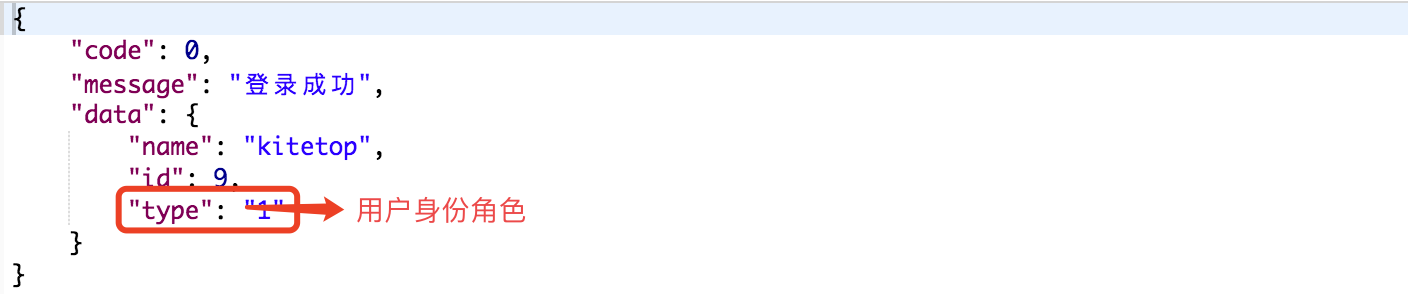 {
"code": 0,
"message": "登录成功",
"data": {
"name": "kitetop",
"id": 9,
"type": "1" 用户身份角色
}
}